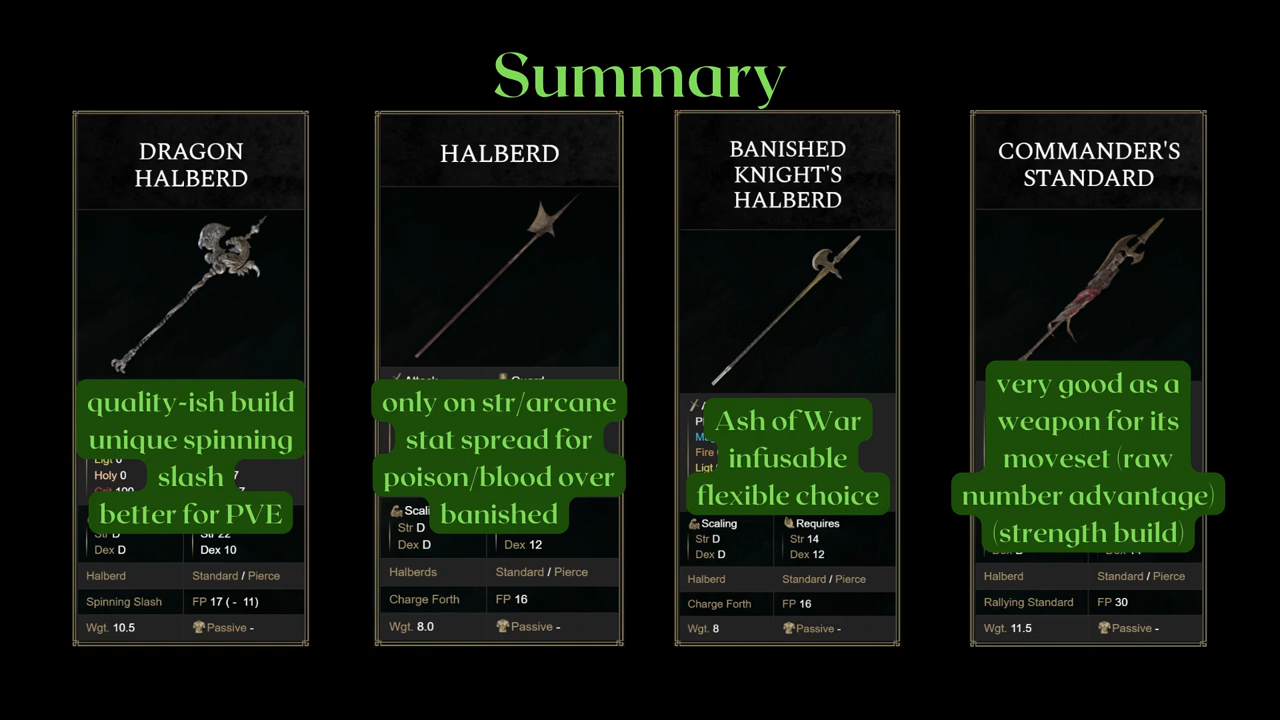 Summary
DRAGON
HALBERD
quality-ish build
unique spinning
slash
better for PVE
Holy 0
Dex D
Dex 10
Halberd
Standard / Pierce
Spinning Slash
FP 17 ( - 11)
Wgt. 10.5
Passive -
HALBERD
only on str/arcane
stat spread for
poison/blood over
banished
Str D
Dex D
Dex 12
Halberds
Standard / Pierce
Charge Forth
FP 16
Wgt. 8.0
Passive -
BANISHED
KNIGHT'S
HALBERD
Ash of War
infusable
flexible choice
Fire
Scaling
Requires
Str D
Str 14
Dex D
Dex 12
Halberd
Standard / Pierce
Charge Forth
FP 16
Wgt. 8
Passive -
COMMANDER'S
STANDARD
very good as a
weapon for its
moveset (raw
number advantage)
(strength build)
Halberd
Standard / Pierce
Rallying Standard
FP 30
Wgt. 11.5
Passive -